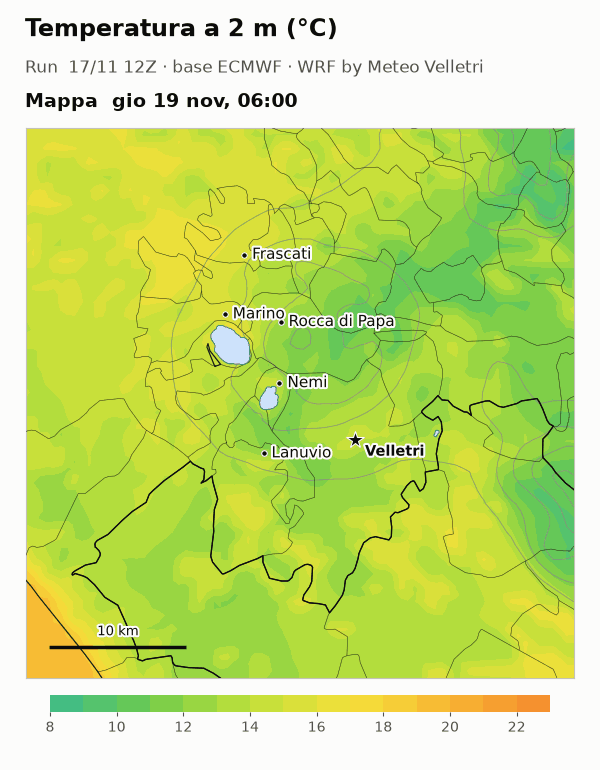 Temperatura a 2 m (°C)
Run  17/11 12Z · base ECMWF · WRF by Meteo Velletri
Mappa  gio 19 nov, 06:00
Frascati
Marino
Rocca di Papa
Nemi
Velletri
Lanuvio
10 km
8 10 12 14 16 18 20 22